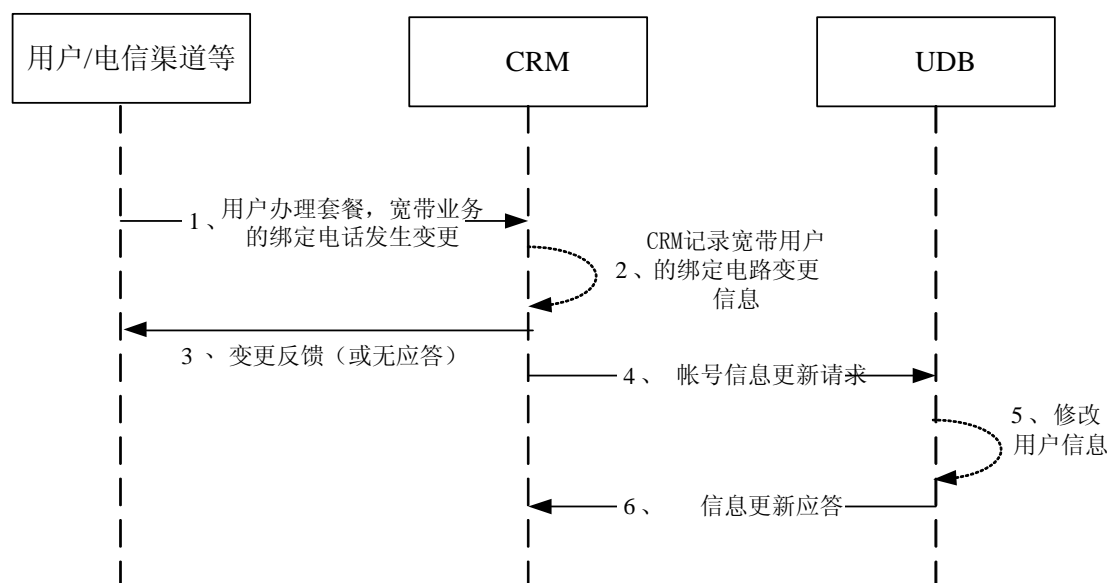 用户/电信渠道等
CRM
UDB
1、用户办理套餐，宽带业务
的绑定电话发生变更
CRM记录宽带用户
2、的绑定电路变更
信息
3、变更反馈（或无应答）
4、帐号信息更新请求
5、修改
用户信息
6、信息更新应答